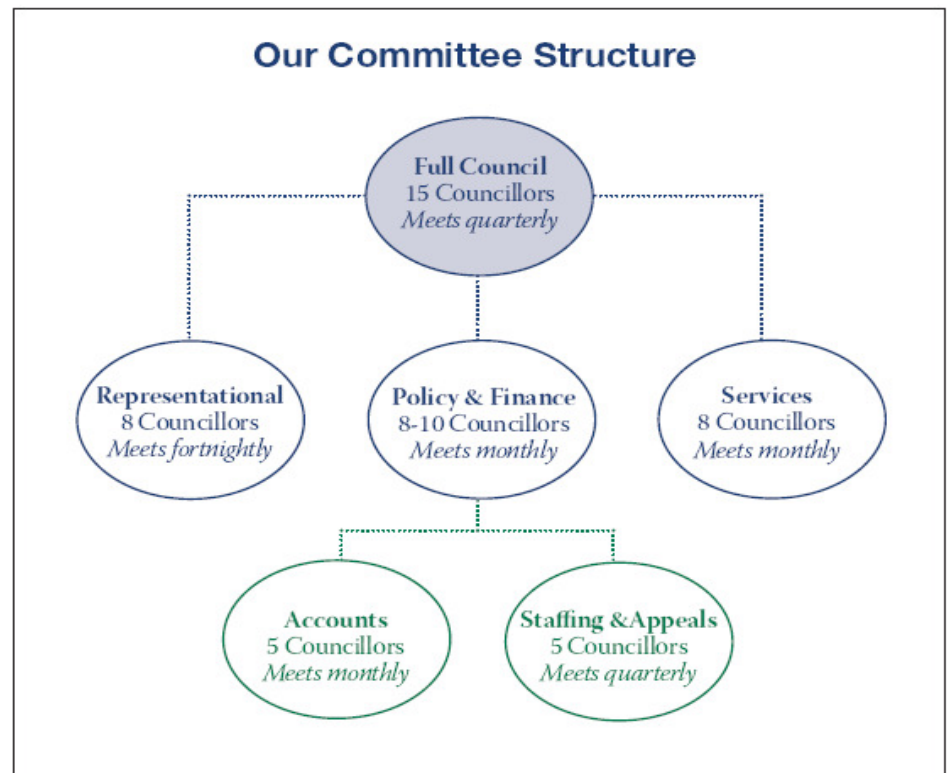 Our Committee Structure
Full Council
15 Councillors
Meets quarterly
Representational
8 Councillors
Meets fortnightly
Policy & Finance
8-10 Councillors
Meets monthly
Services
8 Councillors
Meets monthly
Accounts
5 Councillors
Meets monthly
Staffing &Appeals
5 Councillors
Meets quarterly